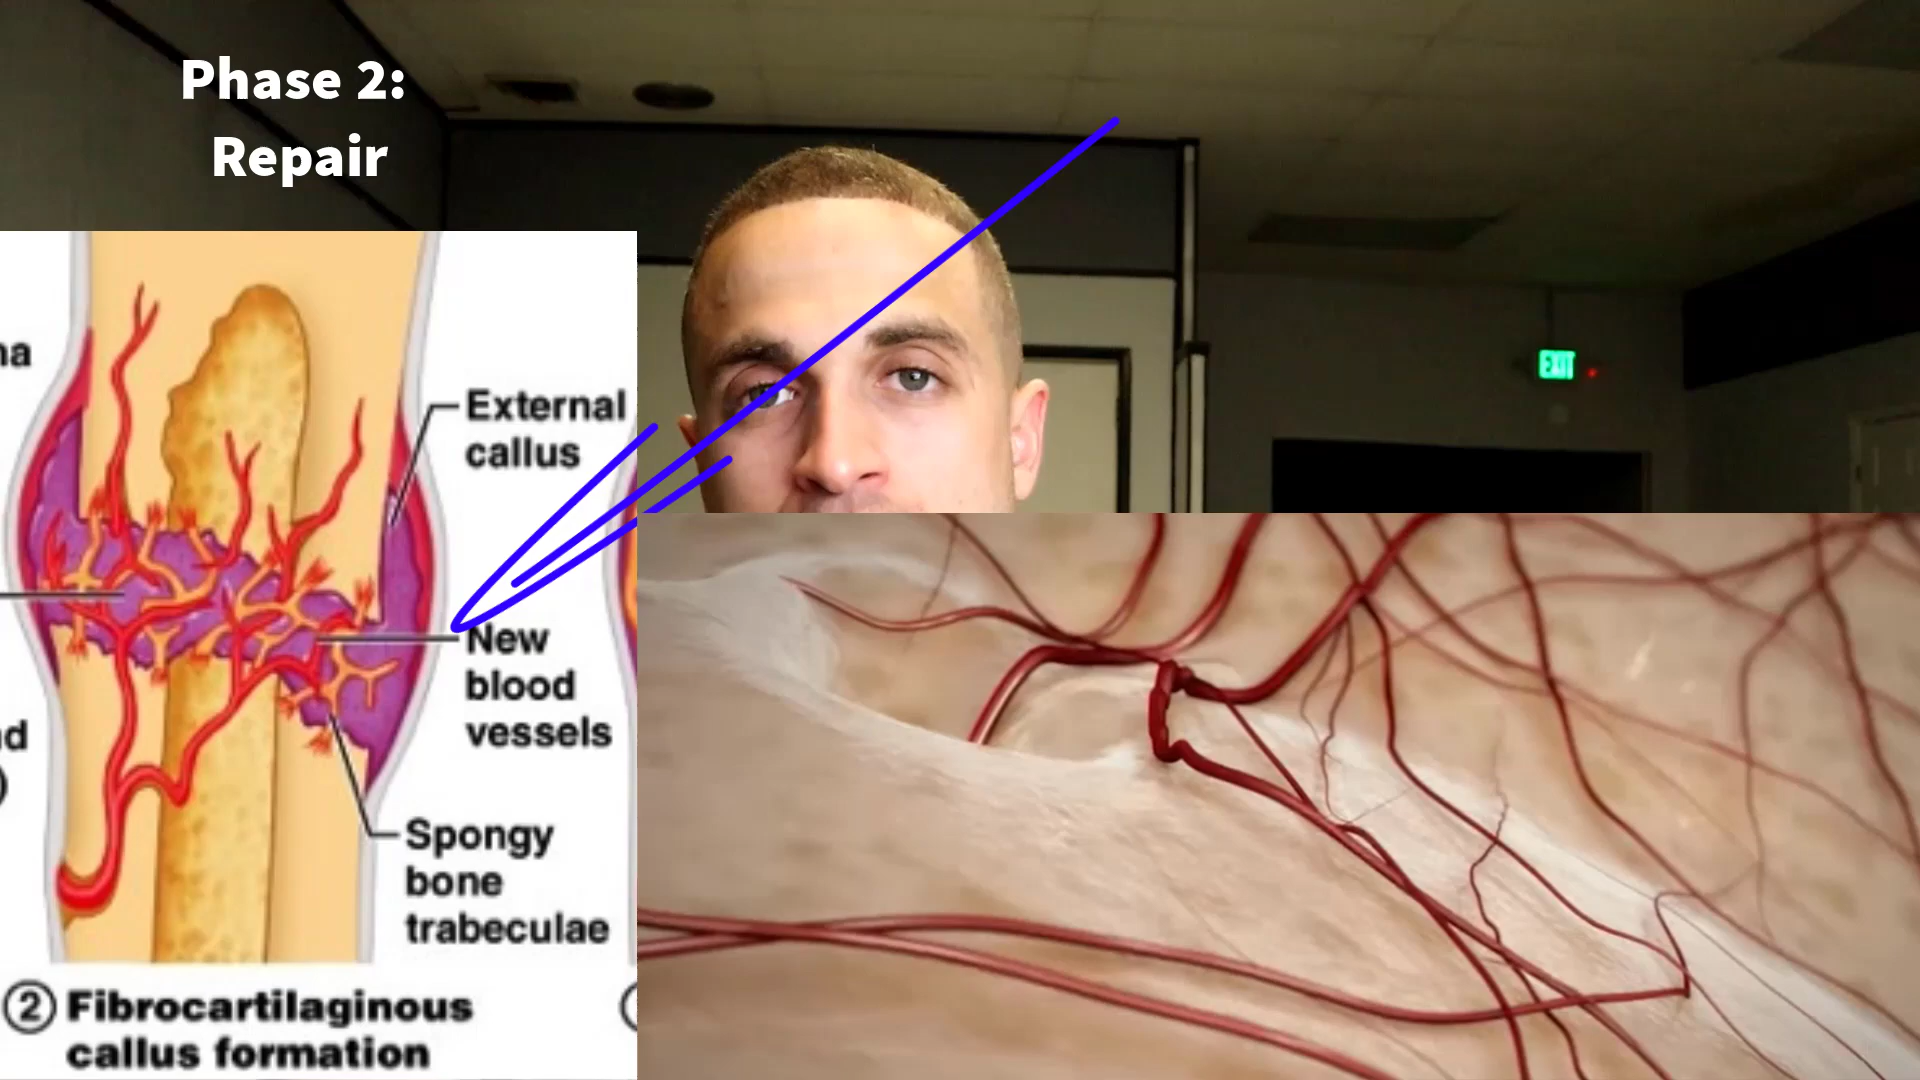 Phase 2:
Repair
EXIT
External
callus
New
blood
vessels
Spongy
bone
trabeculae
2 Fibrocartilaginous
callus formation